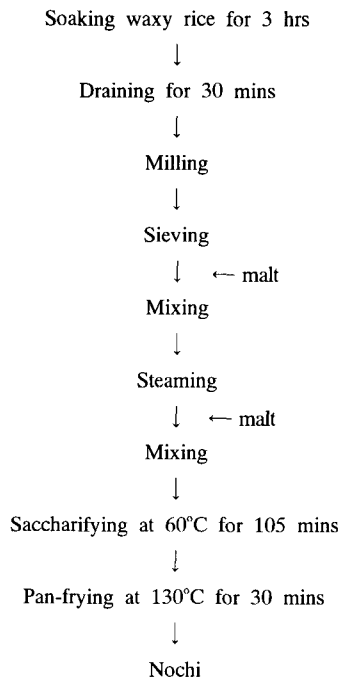 Soaking waxy rice for 3 hrs
↓
Draining for 30 mins
↓
Milling
↓
Sieving
↓ ← malt
Mixing
↓
Steaming
↓ ← malt
Mixing
↓
Saccharifying at 60°C for 105 mins
↓
Pan-frying at 130°C for 30 mins
↓
Nochi